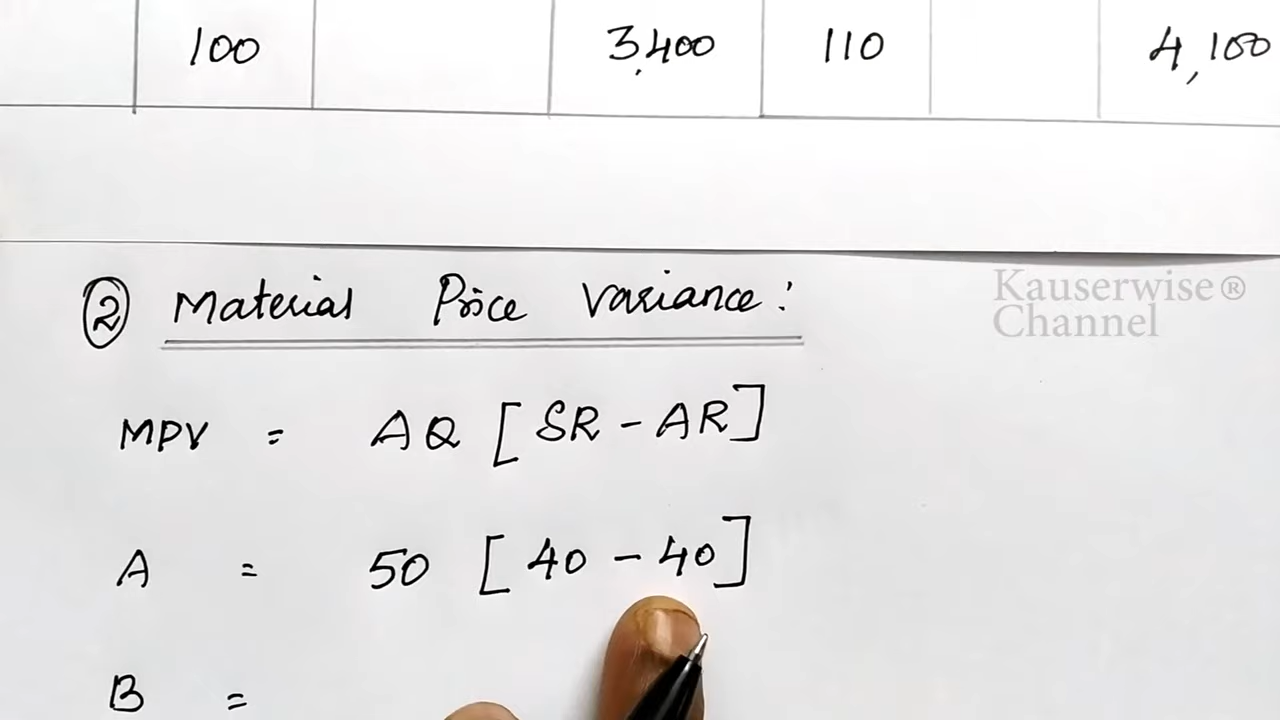 100 3,400 110 4,100
Kauserwise®
Channel
② Material Price Variance:
MPV = AQ [SR - AR]
A = 50 [40 - 40]
B =